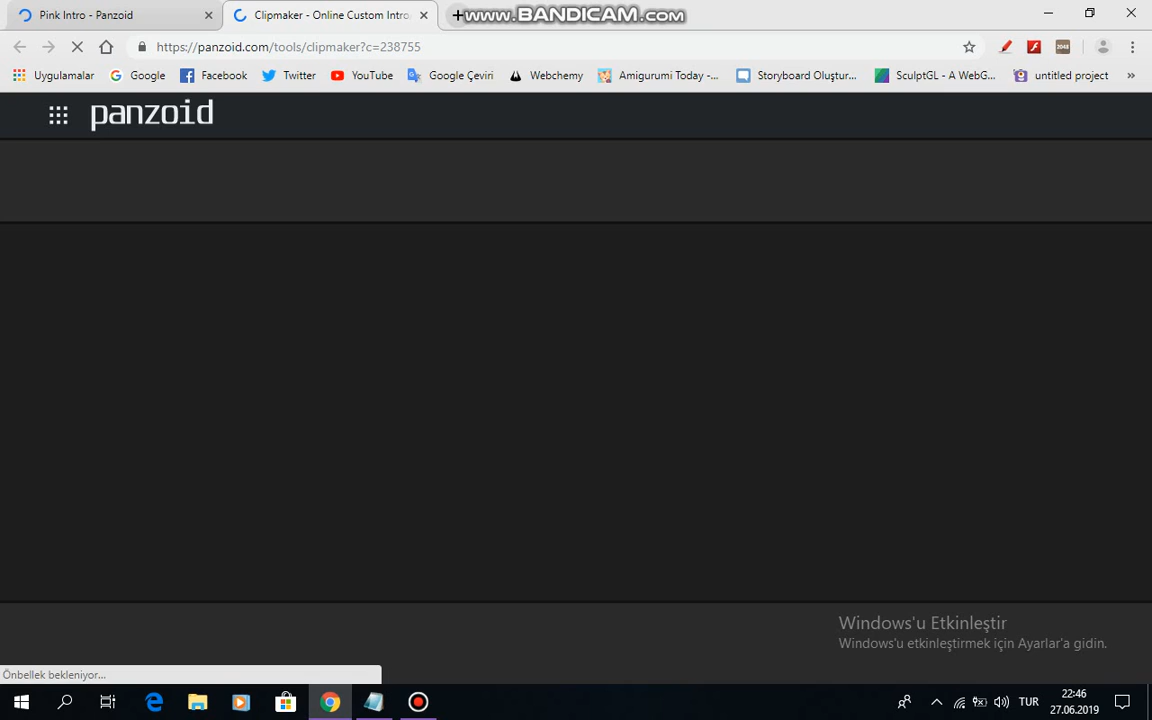 Pink Intro - Panzoid
Clipmaker - Online Custom Intro
www.BANDICAM.com
https://panzoid.com/tools/clipmaker?c=238755
Uygulamalar
Google
Facebook
Twitter
YouTube
Google Çeviri
Webchemy
Amigurumi Today -...
Storyboard Oluştur...
SculptGL - A WebG...
untitled project
»
panzoid
Windows'u Etkinleştir
Windows'u etkinleştirmek için Ayarlar'a gidin.
Önbellek bekleniyor...
TUR
22:46
27.06.2019